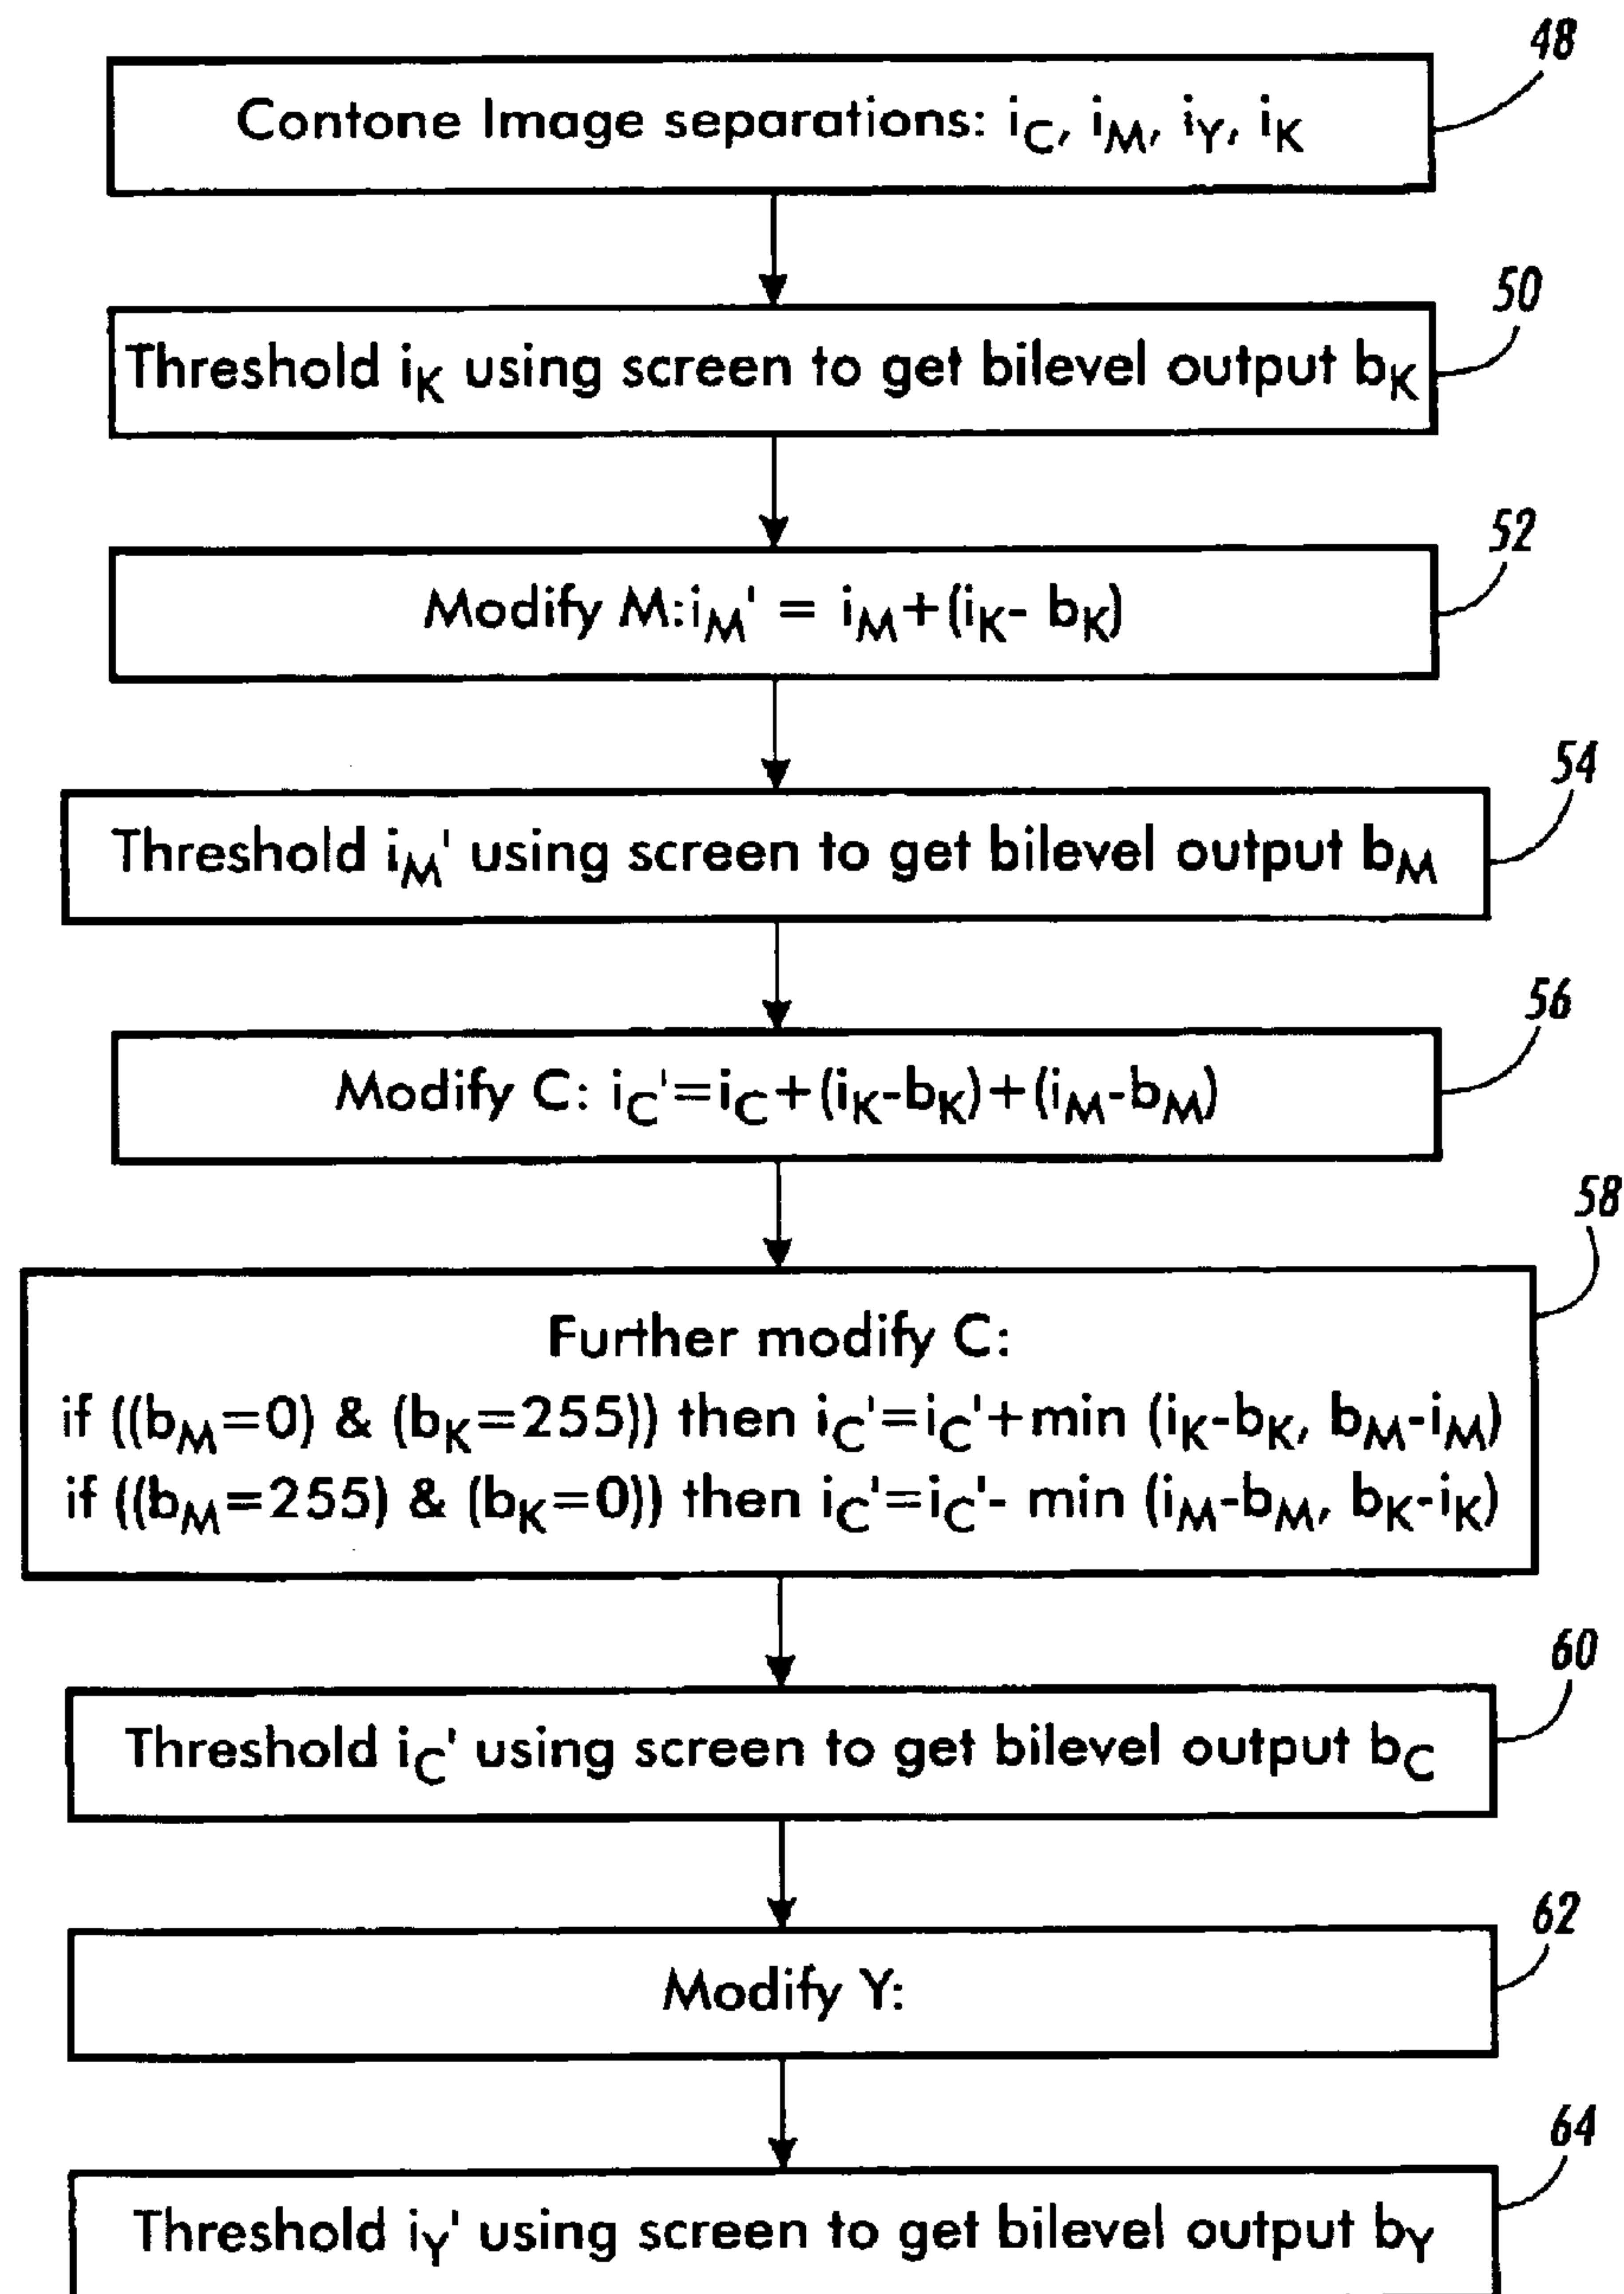 48
Contone Image separations: iC, iM, iY, iK
50
Threshold iK using screen to get bilevel output bK
52
Modify M:iM' = iM+(iK- bK)
54
Threshold iM' using screen to get bilevel output bM
56
Modify C: iC'=iC+(iK-bK)+(iM-bM)
58
Further modify C:
if ((bM=0) & (bK=255)) then iC'=iC'+min (iK-bK, bM-iM)
if ((bM=255) & (bK=0)) then iC'=iC'- min (iM-bM, bK-iK)
60
Threshold iC' using screen to get bilevel output bC
62
Modify Y:
64
Threshold iY' using screen to get bilevel output bY